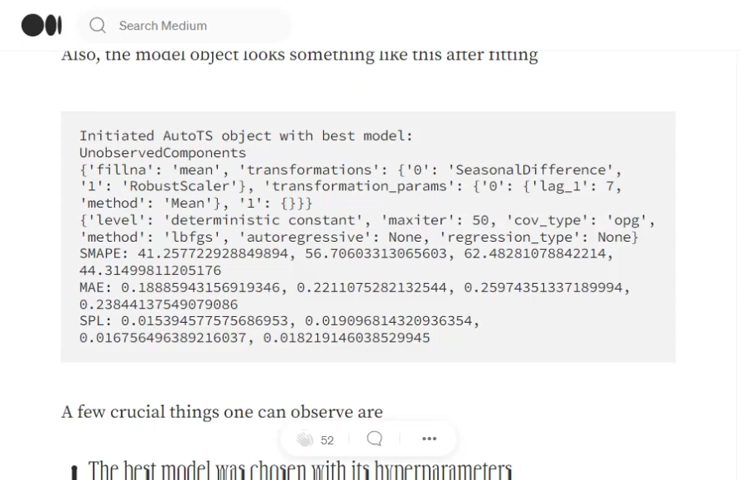 Search Medium
Also, the model object looks something like this after fitting
Initiated AutoTS object with best model:
UnobservedComponents
{'fillna': 'mean', 'transformations': {'0': 'SeasonalDifference',
'1': 'RobustScaler'}, 'transformation_params': {'0': {'lag_1': 7,
'method': 'Mean'}, '1': {}}}
{'level': 'deterministic constant', 'maxiter': 50, 'cov_type': 'opg',
'method': 'lbfgs', 'autoregressive': None, 'regression_type': None}
SMAPE: 41.257722928849894, 56.70603313065603, 62.48281078842214,
44.31499811205176
MAE: 0.18885943156919346, 0.2211075282132544, 0.25974351337189994,
0.23844137549079086
SPL: 0.015394577575686953, 0.019096814320936354,
0.016756496389216037, 0.018219146038529945
A few crucial things one can observe are
52
The best model was chosen with its hyperparameters